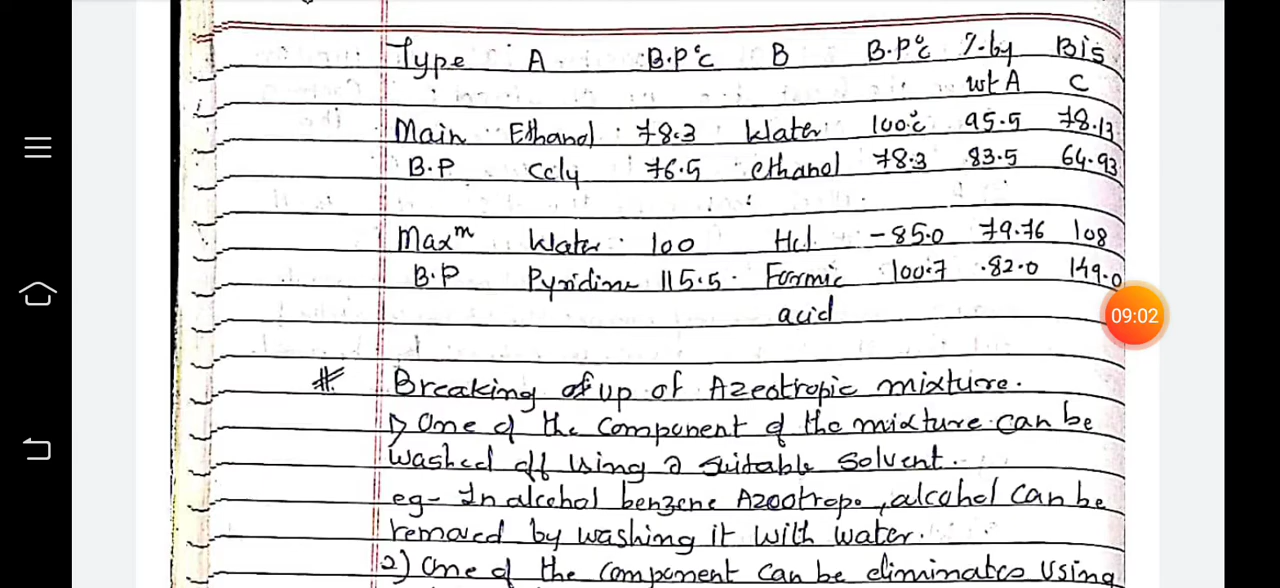 Type A B.P°c B B.P°c %by Bis
wt A C
Main Ethanol 78.3 Water 100°c 95.5 78.13
B.P ccly 76.5 ethanol 78.3 83.5 64.93
Maxm Water 100 Hcl -85.0 79.76 108
B.P Pyridine 115.5 Formic 100.7 .82.0 149.0
acid
09:02
# Breaking of up of Azeotropic mixture.
One of the component of the mixture can be
washed off using a suitable solvent.
eg- In alcohol benzene Azootrope, alcohol can be
removed by washing it with water.
2) One of the component can be eliminates using